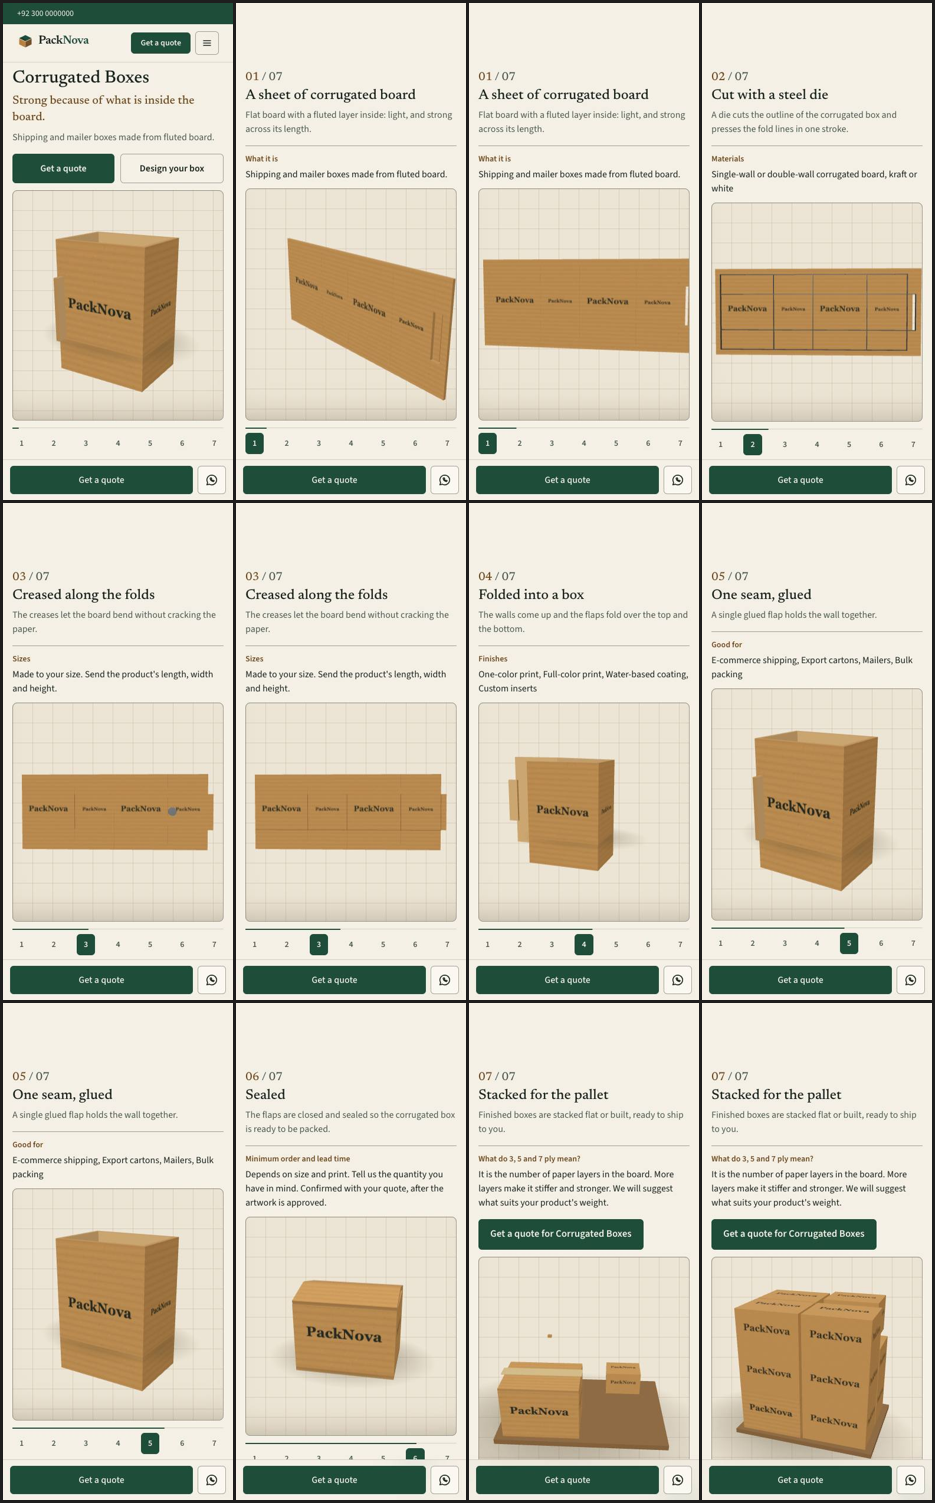 +92 300 0000000
PackNova
Get a quote
Corrugated Boxes
Strong because of what is inside the
board.
Shipping and mailer boxes made from fluted board.
Get a quote
Design your box
PackNova
PackNova
1 2 3 4 5 6 7
Get a quote
01 / 07
A sheet of corrugated board
Flat board with a fluted layer inside: light, and strong
across its length.
What it is
Shipping and mailer boxes made from fluted board.
PackNova PackNova PackNova PackNova
1 2 3 4 5 6 7
Get a quote
01 / 07
A sheet of corrugated board
Flat board with a fluted layer inside: light, and strong
across its length.
What it is
Shipping and mailer boxes made from fluted board.
PackNova PackNova PackNova PackNova
1 2 3 4 5 6 7
Get a quote
02 / 07
Cut with a steel die
A die cuts the outline of the corrugated box and
presses the fold lines in one stroke.
Materials
Single-wall or double-wall corrugated board, kraft or
white
PackNova PackNova PackNova PackNova
1 2 3 4 5 6 7
Get a quote
03 / 07
Creased along the folds
The creases let the board bend without cracking the
paper.
Sizes
Made to your size. Send the product's length, width
and height.
PackNova PackNova PackNova PackNova
1 2 3 4 5 6 7
Get a quote
03 / 07
Creased along the folds
The creases let the board bend without cracking the
paper.
Sizes
Made to your size. Send the product's length, width
and height.
PackNova PackNova PackNova PackNova
1 2 3 4 5 6 7
Get a quote
04 / 07
Folded into a box
The walls come up and the flaps fold over the top and
the bottom.
Finishes
One-color print, Full-color print, Water-based coating,
Custom inserts
PackNova
1 2 3 4 5 6 7
Get a quote
05 / 07
One seam, glued
A single glued flap holds the wall together.
Good for
E-commerce shipping, Export cartons, Mailers, Bulk
packing
PackNova
PackNova
1 2 3 4 5 6 7
Get a quote
05 / 07
One seam, glued
A single glued flap holds the wall together.
Good for
E-commerce shipping, Export cartons, Mailers, Bulk
packing
PackNova
PackNova
1 2 3 4 5 6 7
Get a quote
06 / 07
Sealed
The flaps are closed and sealed so the corrugated box
is ready to be packed.
Minimum order and lead time
Depends on size and print. Tell us the quantity you
have in mind. Confirmed with your quote, after the
artwork is approved.
PackNova
1 2 3 4 5 6 7
Get a quote
07 / 07
Stacked for the pallet
Finished boxes are stacked flat or built, ready to ship
to you.
What do 3, 5 and 7 ply mean?
It is the number of paper layers in the board. More
layers make it stiffer and stronger. We will suggest
what suits your product's weight.
Get a quote for Corrugated Boxes
PackNova
PackNova
Get a quote
07 / 07
Stacked for the pallet
Finished boxes are stacked flat or built, ready to ship
to you.
What do 3, 5 and 7 ply mean?
It is the number of paper layers in the board. More
layers make it stiffer and stronger. We will suggest
what suits your product's weight.
Get a quote for Corrugated Boxes
PackNova PackNova
PackNova PackNova
PackNova PackNova
Get a quote